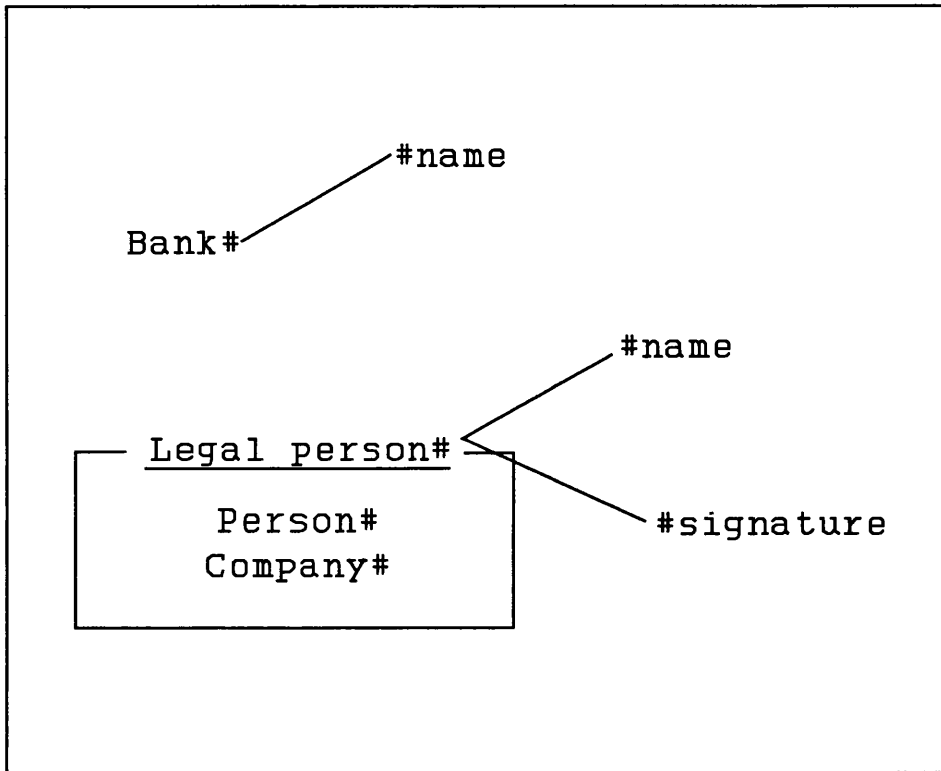 #name
Bank#
#name
Legal person#
Person#
#signature
Company#